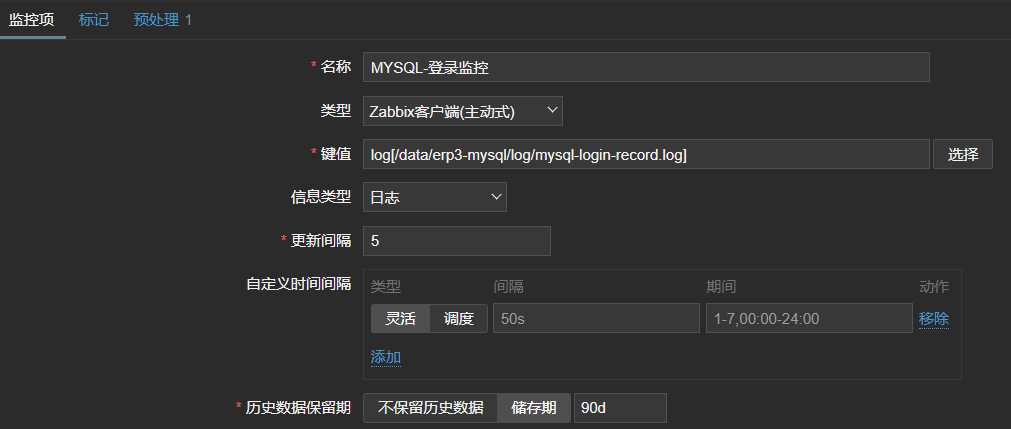 监控项 标记 预处理 1
* 名称 MYSQL-登录监控
类型 Zabbix客户端(主动式)
* 键值 log[/data/erp3-mysql/log/mysql-login-record.log] 选择
信息类型 日志
* 更新间隔 5
自定义时间间隔 类型 间隔 期间 动作
灵活 调度 50s 1-7,00:00-24:00 移除
添加
* 历史数据保留期 不保留历史数据 储存期 90d